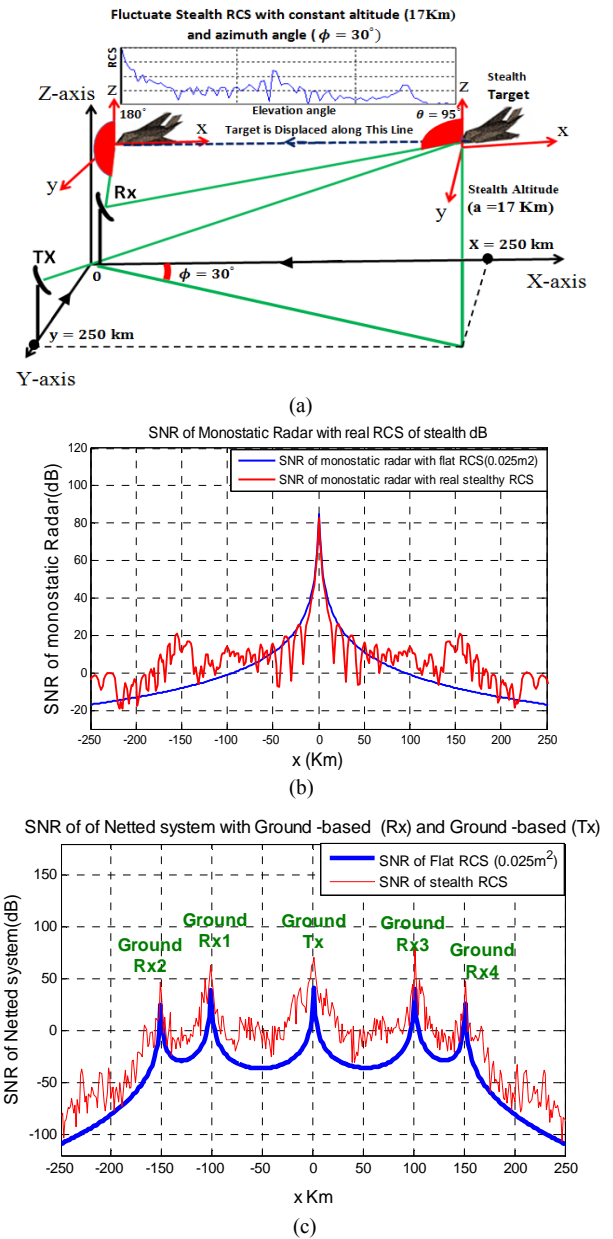 Fluctuate Stealth RCS with constant altitude (17Km)
and azimuth angle ( ϕ = 30°)
RCS
Z-axis
z
180°
Elevation angle
θ = 95°
z
Stealth
Target
x
Target is Displaced along This Line
x
y
Rx
y
Stealth Altitude
(a =17 Km)
TX
0
ϕ = 30°
X = 250 km
X-axis
y = 250 km
Y-axis
(a)
SNR of Monostatic Radar with real RCS of stealth dB
SNR of monostatic Radar(dB)
120
100
80
60
40
20
0
-20
SNR of monostatic radar with flat RCS(0.025m2)
SNR of monostatic radar with real stealthy RCS
-250 -200 -150 -100 -50 0 50 100 150 200 250
x (Km)
(b)
SNR of of Netted system with Ground -based (Rx) and Ground -based (Tx)
SNR of Netted system(dB)
150
100
50
0
-50
-100
SNR of Flat RCS (0.025m²)
SNR of stealth RCS
Ground
Rx2
Ground
Rx1
Ground
Tx
Ground
Rx3
Ground
Rx4
-250 -200 -150 -100 -50 0 50 100 150 200 250
x Km
(c)